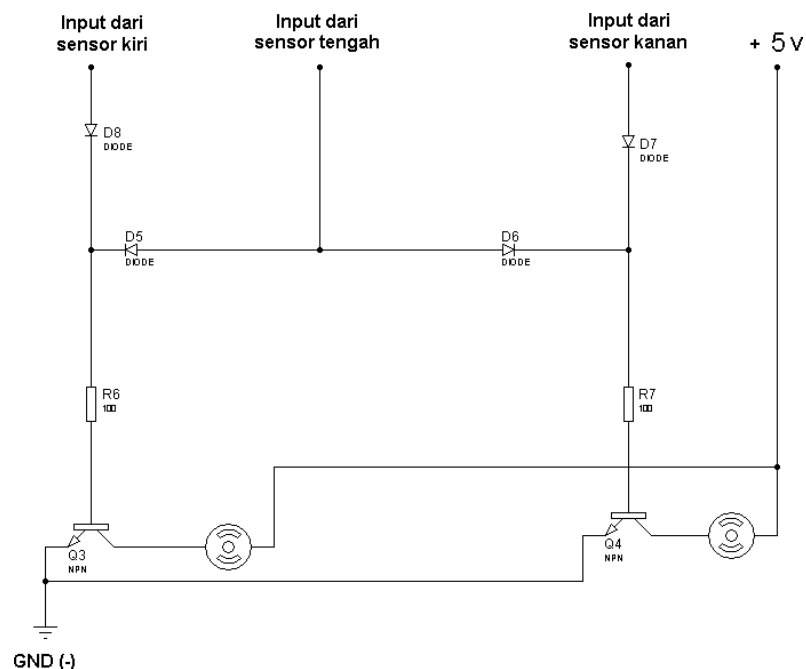 Input dari
sensor kiri
Input dari
sensor tengah
Input dari
sensor kanan
+ 5 V
D8
DIODE
D7
DIODE
D5
DIODE
D6
DIODE
R6
100
R7
100
Q3
NPN
Q4
NPN
GND (-)